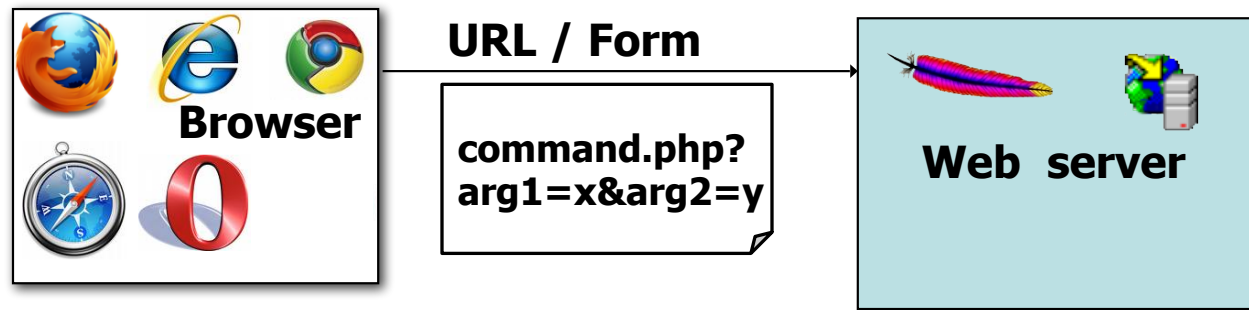 URL / Form
Browser
command.php?
arg1=x&arg2=y
Web server